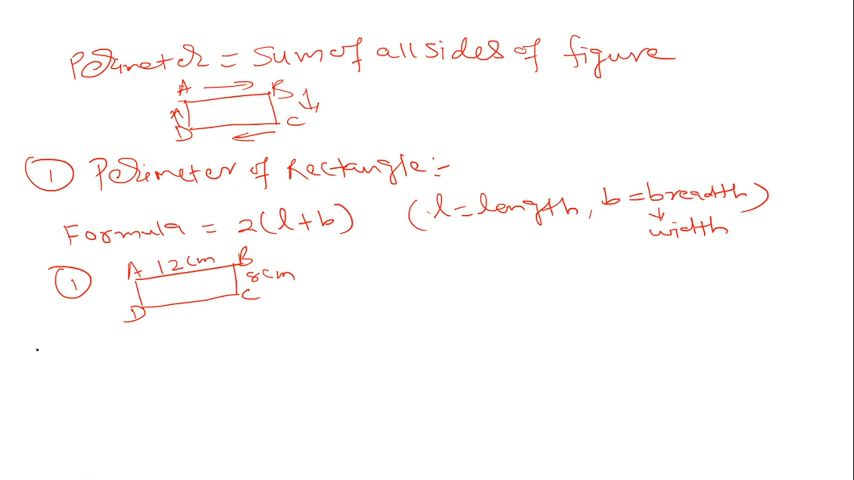 Perimeter = Sum of all sides of figure
A B
D C
① Perimeter of Rectangle :-
Formula = 2(l+b) (l=length, b=breadth)
width
① A 12cm B
8cm
D C